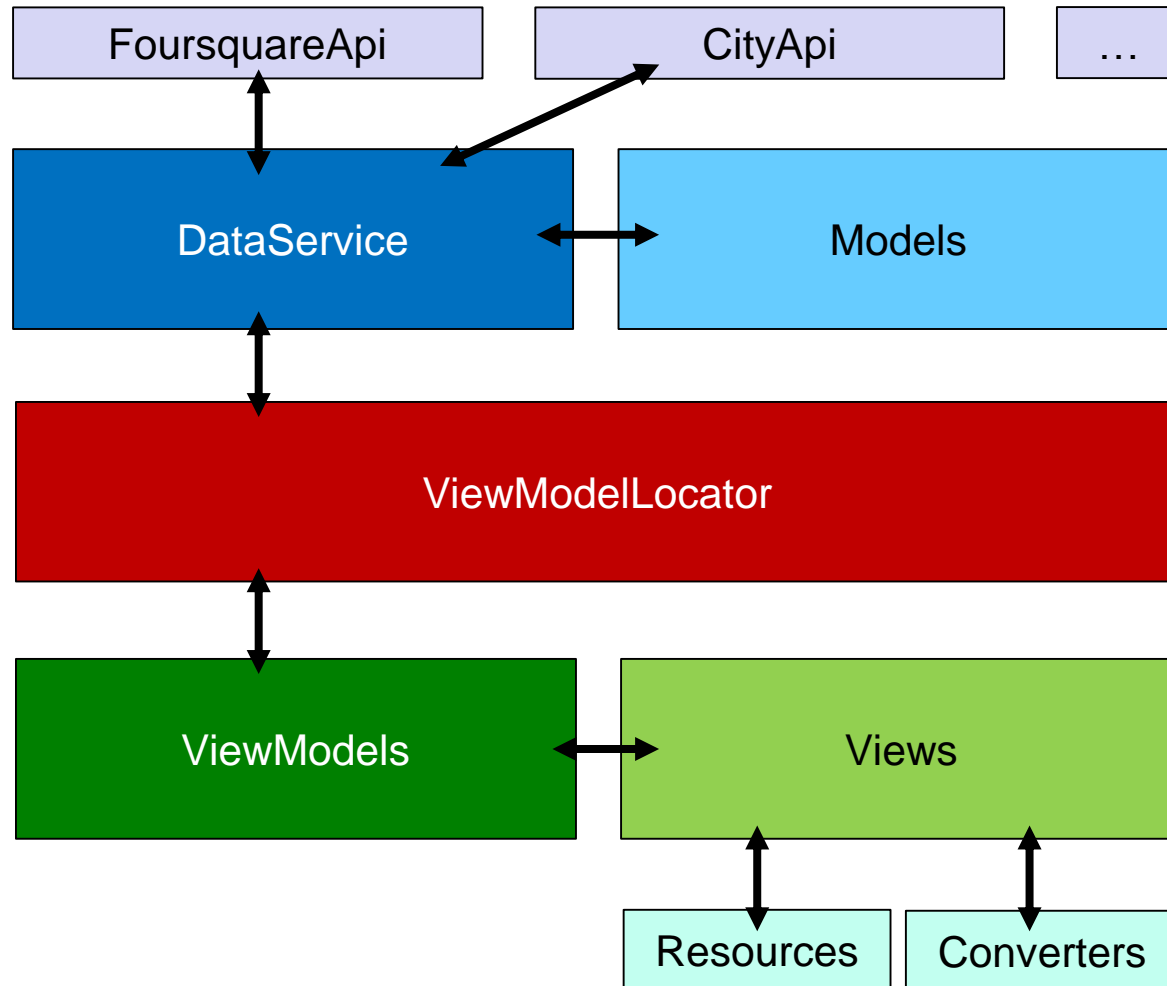 FoursquareApi
CityApi
…
DataService
Models
ViewModelLocator
ViewModels
Views
Resources
Converters